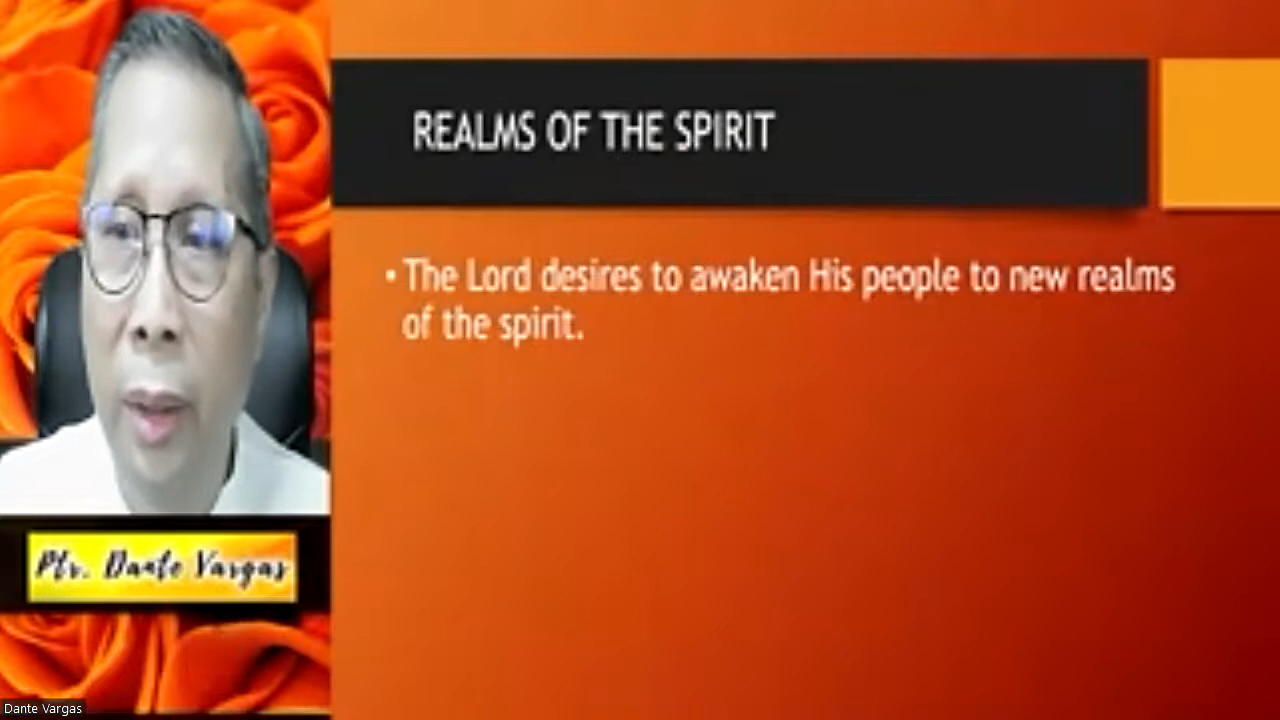 REALMS OF THE SPIRIT
• The Lord desires to awaken His people to new realms
of the spirit.
Ptr. Dante Vargas
Dante Vargas